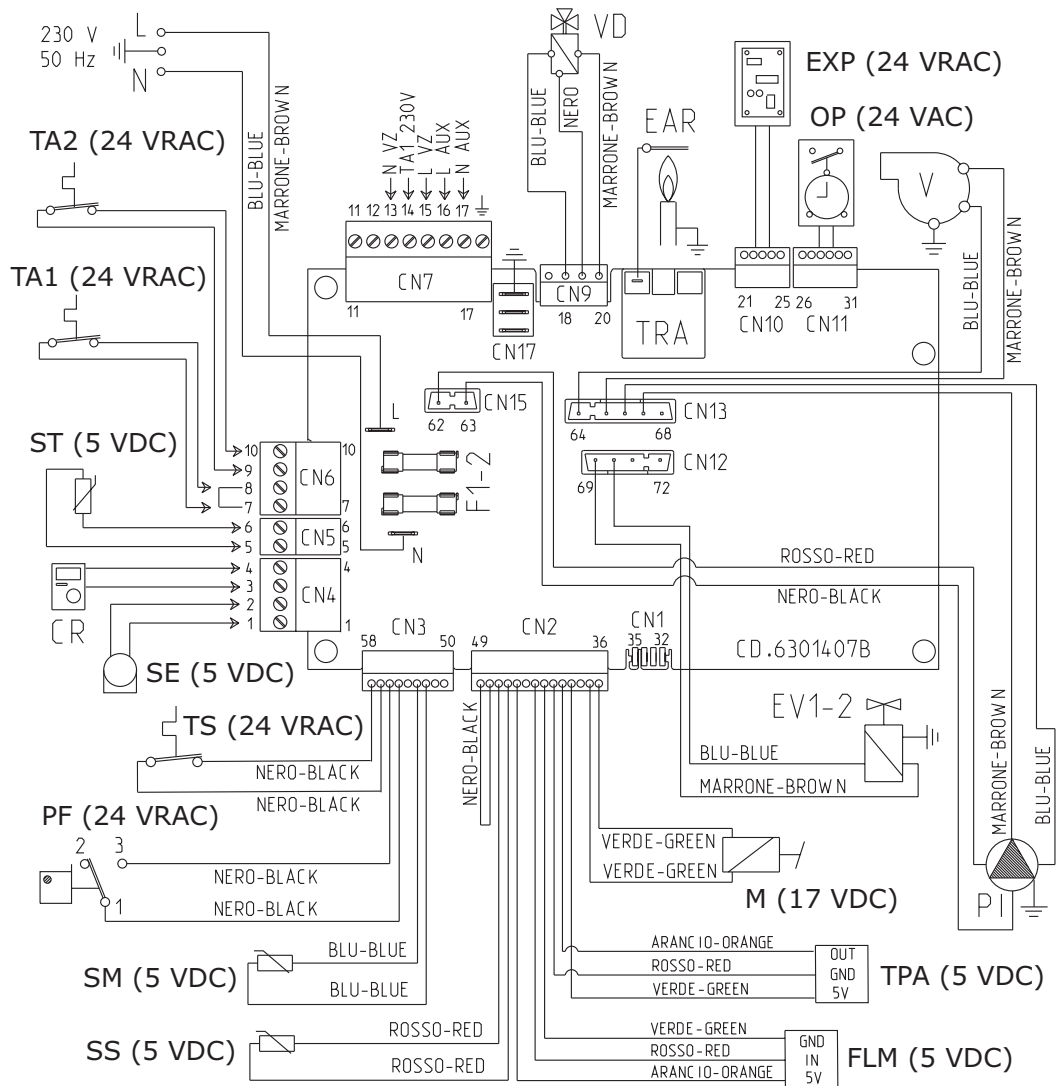 230 V
50 Hz
L
N
TA2 (24 VRAC)
TA1 (24 VRAC)
ST (5 VDC)
CR
SE (5 VDC)
TS (24 VRAC)
PF (24 VRAC)
2
3
1
SM (5 VDC)
SS (5 VDC)
BLU-BLUE
MARRONE-BROWN
N VZ
TA1 230V
L VZ
L AUX
N AUX
11 12 13 14 15 16 17
CN7
11
17
CN17
VD
BLU-BLUE
NERO
MARRONE-BROWN
CN9
18
20
EAR
TRA
EXP (24 VRAC)
OP (24 VAC)
21
25
26
31
CN10
CN11
V
BLU-BLUE
MARRONE-BROWN
CN15
62
63
CN13
64
68
CN12
69
72
L
F1-2
N
10
9
8
7
CN6
10
7
6
5
CN5
6
5
4
3
2
1
CN4
4
1
ROSSO-RED
NERO-BLACK
58
CN3
50
49
CN2
36
CN1
35
32
CD.6301407B
EV1-2
BLU-BLUE
MARRONE-BROWN
MARRONE-BROWN
BLU-BLUE
PI
NERO-BLACK
NERO-BLACK
NERO-BLACK
NERO-BLACK
NERO-BLACK
BLU-BLUE
BLU-BLUE
ROSSO-RED
ROSSO-RED
VERDE-GREEN
VERDE-GREEN
M (17 VDC)
ARANCIO-ORANGE
ROSSO-RED
VERDE-GREEN
OUT
GND
5V
TPA (5 VDC)
VERDE-GREEN
ROSSO-RED
ARANCIO-ORANGE
GND
IN
5V
FLM (5 VDC)